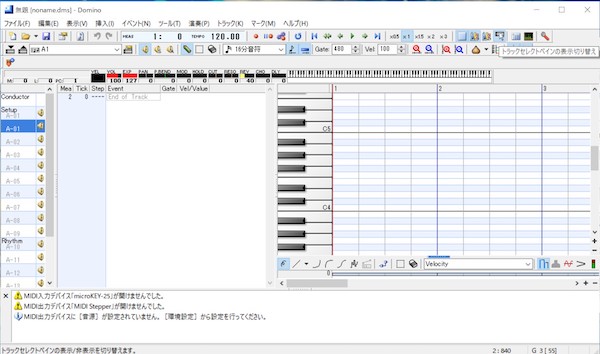 無題 [noname.dms] - Domino
ファイル(F) 編集(E) 表示(V) 挿入(I) イベント(N) ツール(T) 演奏(P) トラック(K) マーク(M) ヘルプ(H)
MEAS 1: 0 TEMPO 120.00 x0.5 x1 x1.5 x2 x3
A1 16分音符 Gate: 480 Vel: 100
トラックセレクトペインの表示切り替え
VEL VOL EXP PAN P.BEND MOD HOLD CUT RESO REV CHO DLY
M 0 L 0 P 0 100 127 0 0 0 0 0 0 40 0 0
Conductor Mea Tick Step Event Gate Vel/Value 1 2 3
2 0 ---- End of Track
Setup
A-01
A-01
A-02
A-03
A-04
A-05
A-06
A-07
A-08
A-09
Rhythm
A-10
A-11
A-12
A-13
C5
C4
Velocity
0
MIDI入力デバイス「microKEY-25」が開けませんでした。
MIDI出力デバイス「MIDI Stepper」が開けませんでした。
MIDI出力デバイスに [音源] が設定されていません。 [環境設定] から設定を行ってください。
トラックセレクトペインの表示/非表示を切り替えます。 2 : 840 G 3 [ 55]